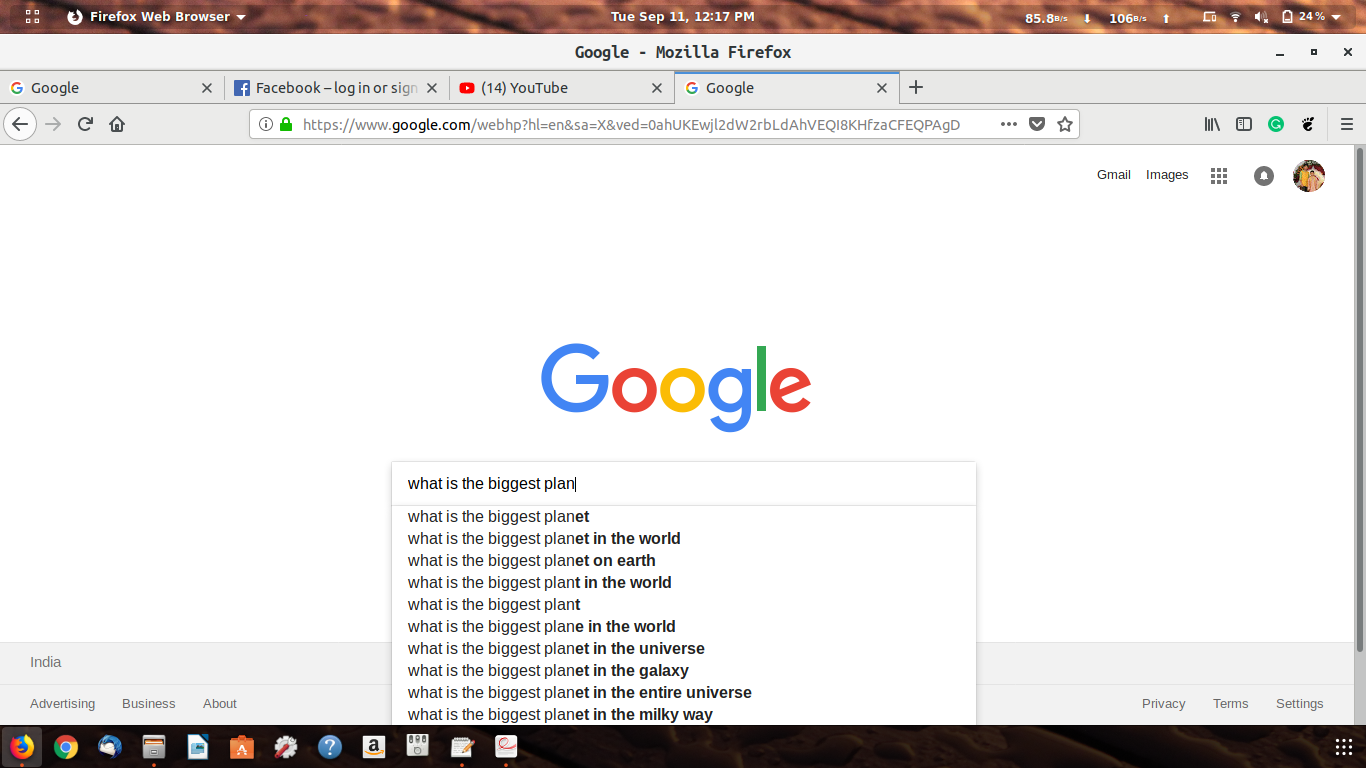 Firefox Web Browser Tue Sep 11, 12:17 PM 85.8B/s 106B/s 24%
Google - Mozilla Firefox
Google Facebook – log in or sign (14) YouTube Google
https://www.google.com/webhp?hl=en&sa=X&ved=0ahUKEwjl2dW2rbLdAhVEQI8KHfzaCFEQPAgD
Gmail Images
Google
what is the biggest plan
what is the biggest planet
what is the biggest planet in the world
what is the biggest planet on earth
what is the biggest plant in the world
what is the biggest plant
what is the biggest plane in the world
what is the biggest planet in the universe
what is the biggest planet in the galaxy
what is the biggest planet in the entire universe
what is the biggest planet in the milky way
India
Advertising Business About Privacy Terms Settings